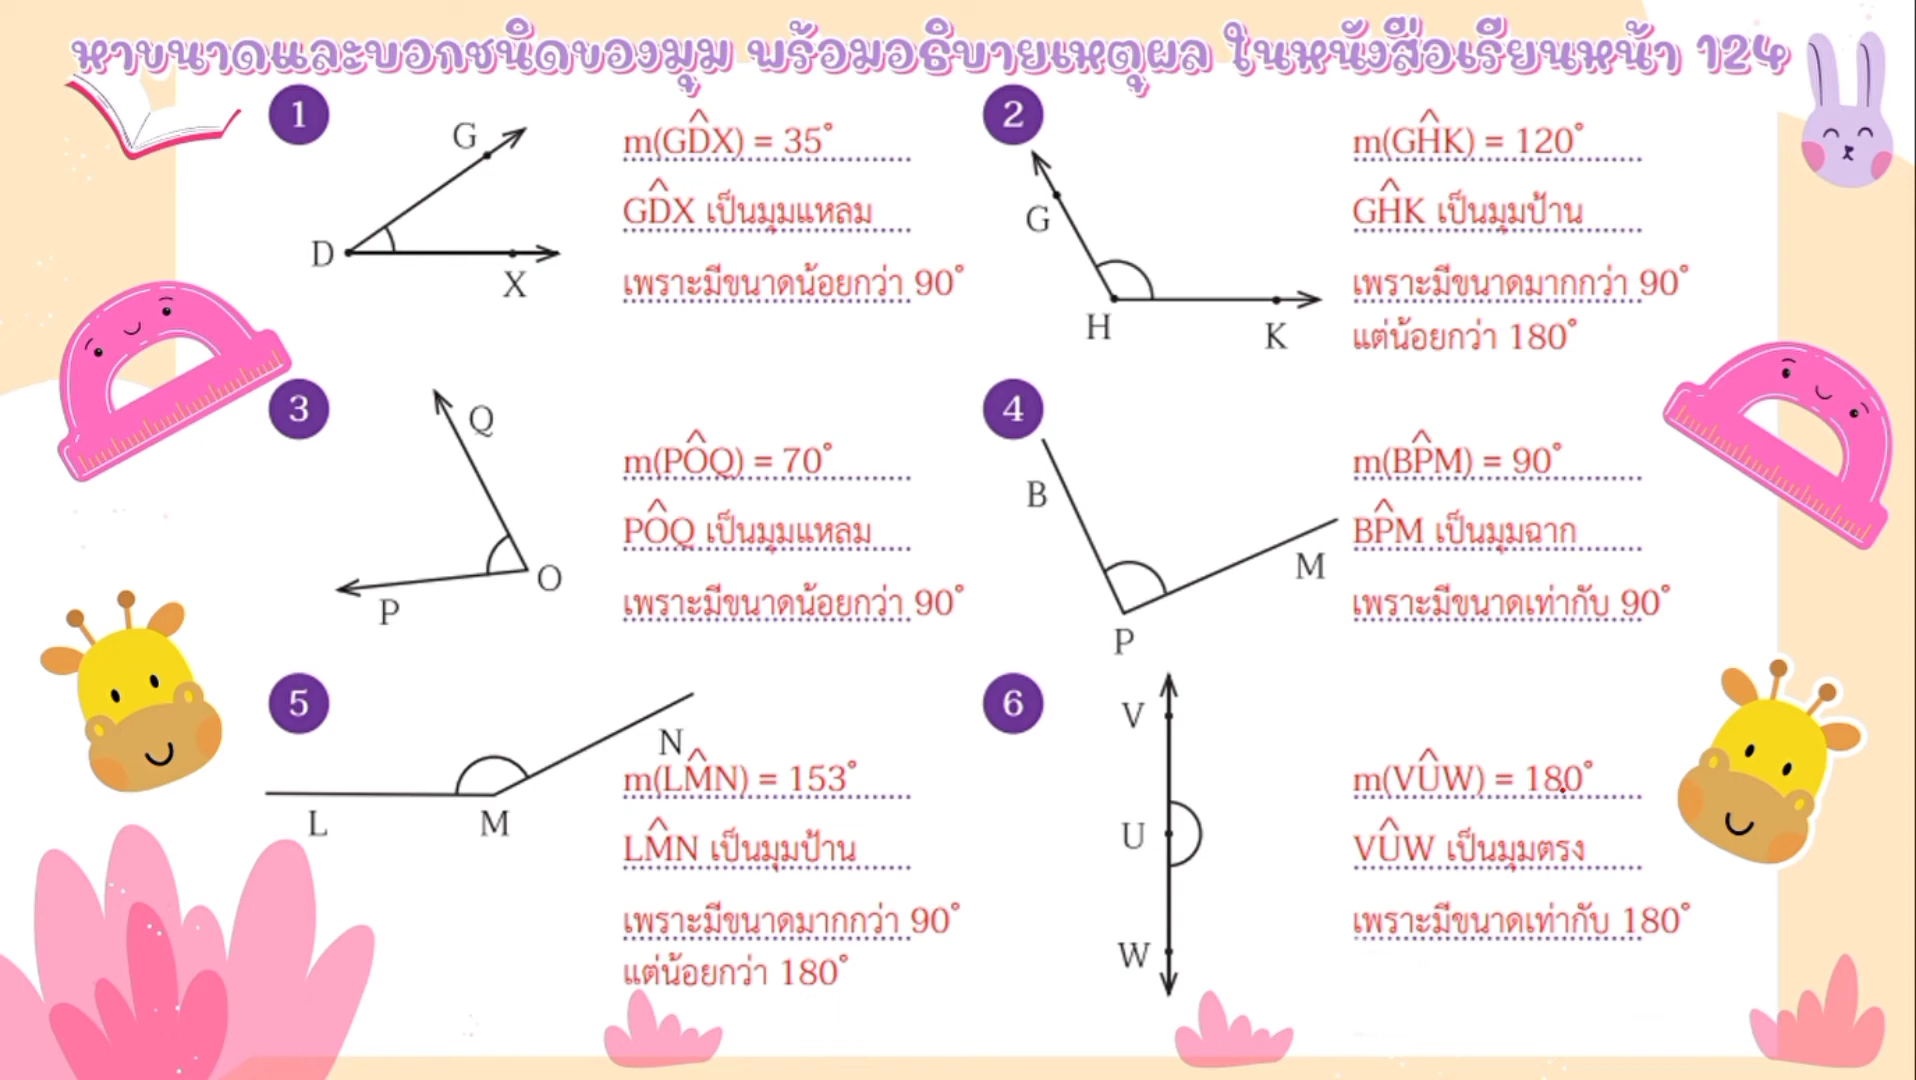 หาขนาดและบอกชนิดของมุม พร้อมอธิบายเหตุผล ในหนังสือเรียนหน้า 124
1
G
D
X
m(GD̂X) = 35°
GD̂X เป็นมุมแหลม
เพราะมีขนาดน้อยกว่า 90°
2
G
H
K
m(GĤK) = 120°
GĤK เป็นมุมป้าน
เพราะมีขนาดมากกว่า 90°
แต่น้อยกว่า 180°
3
Q
O
P
m(PÔQ) = 70°
PÔQ เป็นมุมแหลม
เพราะมีขนาดน้อยกว่า 90°
4
B
M
P
m(BP̂M) = 90°
BP̂M เป็นมุมฉาก
เพราะมีขนาดเท่ากับ 90°
5
N
L
M
m(LM̂N) = 153°
LM̂N เป็นมุมป้าน
เพราะมีขนาดมากกว่า 90°
แต่น้อยกว่า 180°
6
V
U
W
m(VÛW) = 180°
VÛW เป็นมุมตรง
เพราะมีขนาดเท่ากับ 180°